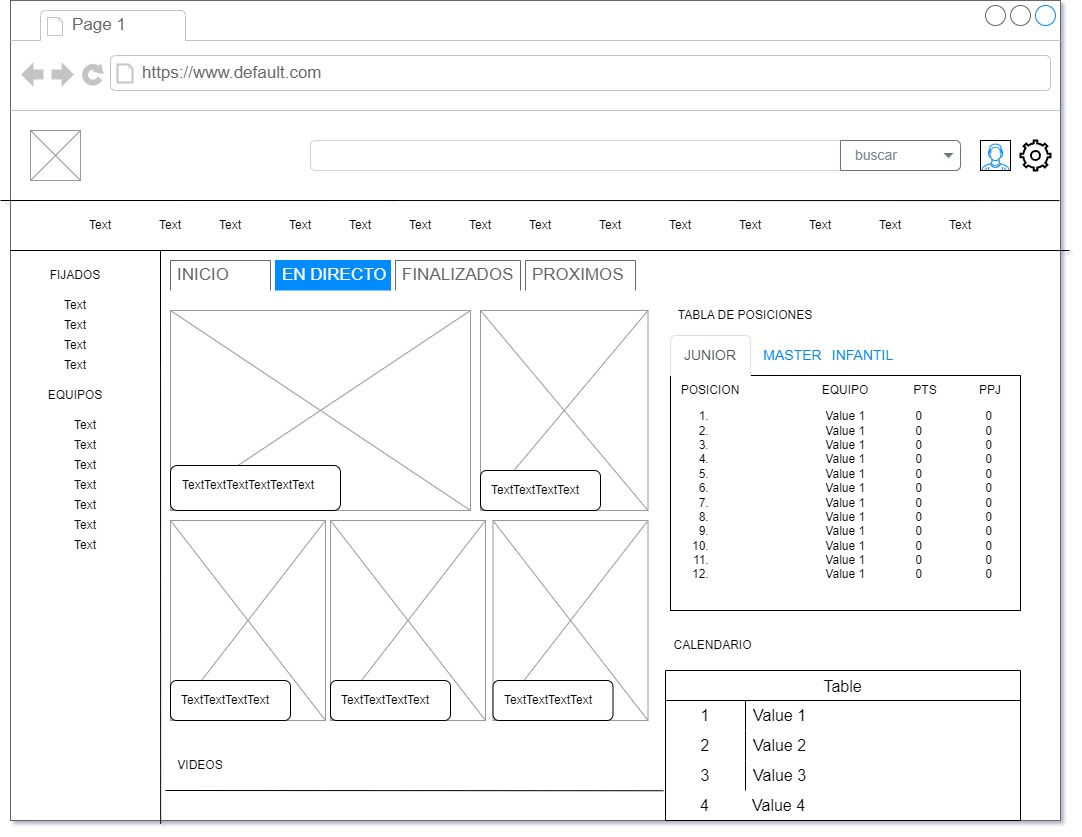 Page 1
https://www.default.com
buscar
Text Text Text Text Text Text Text Text Text Text Text Text Text Text
FIJADOS
Text
Text
Text
Text
EQUIPOS
Text
Text
Text
Text
Text
Text
Text
INICIO EN DIRECTO FINALIZADOS PROXIMOS
TextTextTextTextTextText
TextTextTextText
TextTextTextText
TextTextTextText
TextTextTextText
VIDEOS
TABLA DE POSICIONES
JUNIOR MASTER INFANTIL
POSICION EQUIPO PTS PPJ
1. Value 1 0 0
2. Value 1 0 0
3. Value 1 0 0
4. Value 1 0 0
5. Value 1 0 0
6. Value 1 0 0
7. Value 1 0 0
8. Value 1 0 0
9. Value 1 0 0
10. Value 1 0 0
11. Value 1 0 0
12. Value 1 0 0
CALENDARIO
Table
1 Value 1
2 Value 2
3 Value 3
4 Value 4